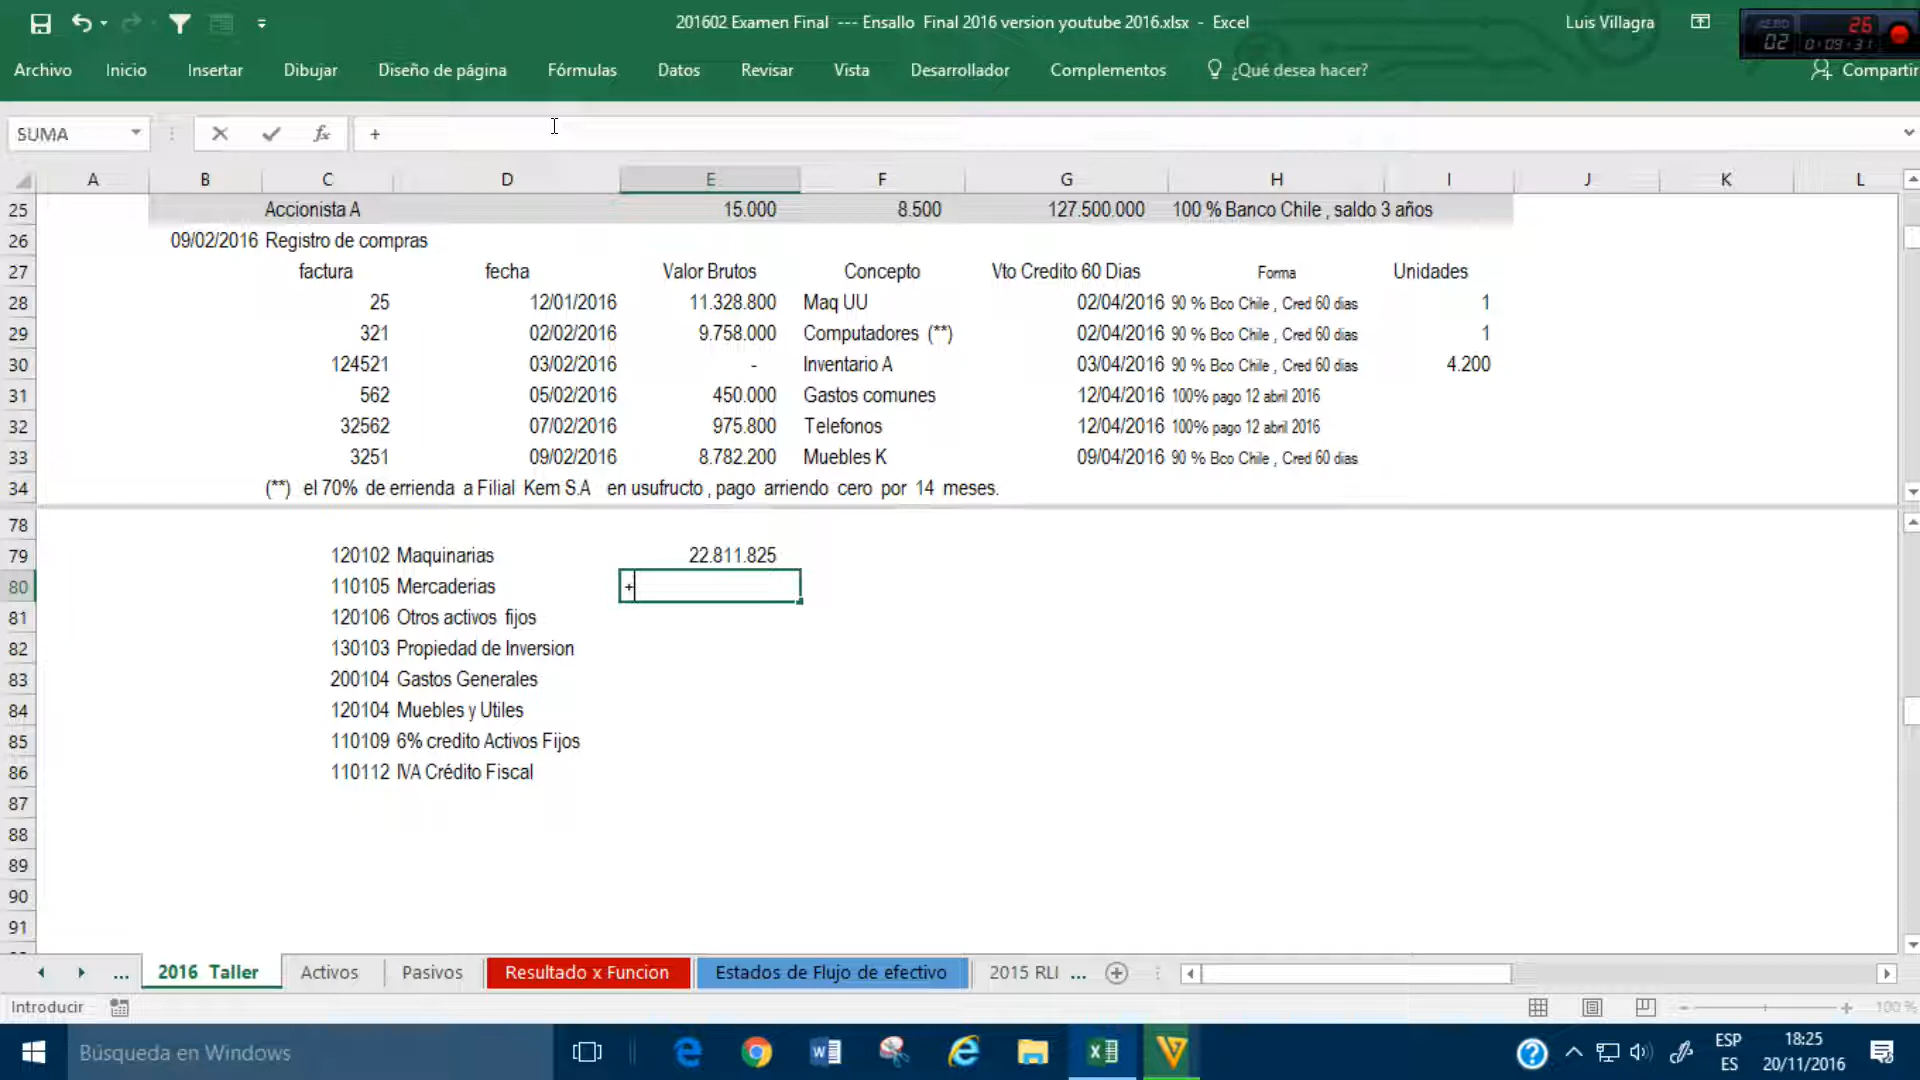 201602 Examen Final --- Ensallo Final 2016 version youtube 2016.xlsx - Excel
Luis Villagra
26
02 0:09:31
Archivo Inicio Insertar Dibujar Diseño de página Fórmulas Datos Revisar Vista Desarrollador Complementos ¿Qué desea hacer? Compartir
SUMA fx +
A B C D E F G H I J K L
25 Accionista A 15.000 8.500 127.500.000 100 % Banco Chile , saldo 3 años
26 09/02/2016 Registro de compras
27 factura fecha Valor Brutos Concepto Vto Credito 60 Dias Forma Unidades
28 25 12/01/2016 11.328.800 Maq UU 02/04/2016 90 % Bco Chile , Cred 60 dias 1
29 321 02/02/2016 9.758.000 Computadores (**) 02/04/2016 90 % Bco Chile , Cred 60 dias 1
30 124521 03/02/2016 - Inventario A 03/04/2016 90 % Bco Chile , Cred 60 dias 4.200
31 562 05/02/2016 450.000 Gastos comunes 12/04/2016 100% pago 12 abril 2016
32 32562 07/02/2016 975.800 Telefonos 12/04/2016 100% pago 12 abril 2016
33 3251 09/02/2016 8.782.200 Muebles K 09/04/2016 90 % Bco Chile , Cred 60 dias
34 (**) el 70% de errienda a Filial Kem S.A en usufructo , pago arriendo cero por 14 meses.
78
79 120102 Maquinarias 22.811.825
80 110105 Mercaderias +
81 120106 Otros activos fijos
82 130103 Propiedad de Inversion
83 200104 Gastos Generales
84 120104 Muebles y Utiles
85 110109 6% credito Activos Fijos
86 110112 IVA Crédito Fiscal
87
88
89
90
91
... 2016 Taller Activos Pasivos Resultado x Funcion Estados de Flujo de efectivo 2015 RLI ...
Introducir 100 %
Búsqueda en Windows
ESP 18:25
ES 20/11/2016